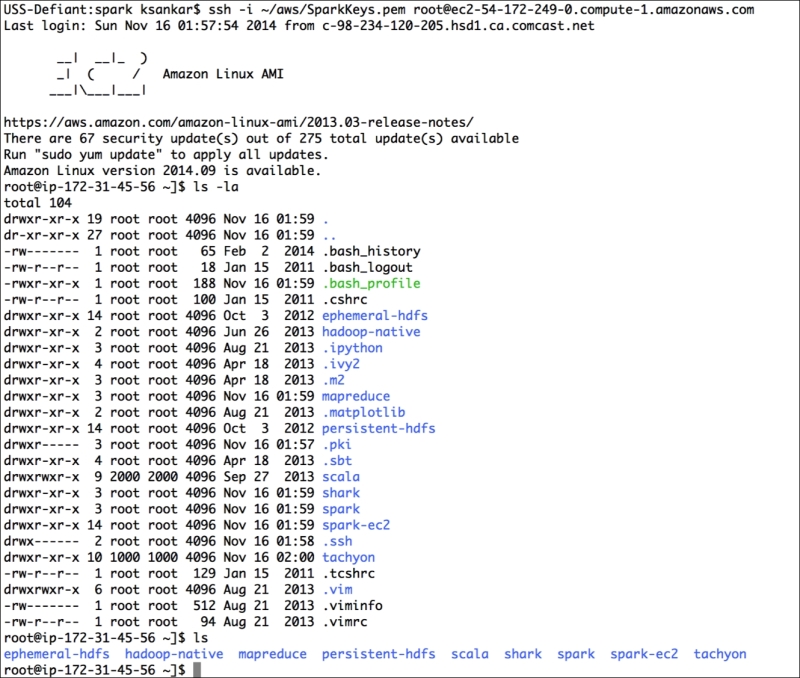 USS-Defiant:spark ksankar$ ssh -i ~/aws/SparkKeys.pem root@ec2-54-172-249-0.compute-1.amazonaws.com
Last login: Sun Nov 16 01:57:54 2014 from c-98-234-120-205.hsd1.ca.comcast.net

       __|  __|_  )
       _|  (     /   Amazon Linux AMI
      ___|\___|___|

https://aws.amazon.com/amazon-linux-ami/2013.03-release-notes/
There are 67 security update(s) out of 275 total update(s) available
Run "sudo yum update" to apply all updates.
Amazon Linux version 2014.09 is available.
root@ip-172-31-45-56 ~]$ ls -la
total 104
drwxr-xr-x 19 root root 4096 Nov 16 01:59 .
dr-xr-xr-x 27 root root 4096 Nov 16 01:59 ..
-rw-------  1 root root   65 Feb  2  2014 .bash_history
-rw-r--r--  1 root root   18 Jan 15  2011 .bash_logout
-rwxr-xr-x  1 root root  188 Nov 16 01:59 .bash_profile
-rw-r--r--  1 root root  100 Jan 15  2011 .cshrc
drwxr-xr-x 14 root root 4096 Oct  3  2012 ephemeral-hdfs
drwxr-xr-x  2 root root 4096 Jun 26  2013 hadoop-native
drwxr-xr-x  3 root root 4096 Aug 21  2013 .ipython
drwxr-xr-x  4 root root 4096 Apr 18  2013 .ivy2
drwxr-xr-x  3 root root 4096 Apr 18  2013 .m2
drwxr-xr-x  4 root root 4096 Nov 16 01:59 mapreduce
drwxr-xr-x  2 root root 4096 Aug 21  2013 .matplotlib
drwxr-xr-x 14 root root 4096 Oct  3  2012 persistent-hdfs
drwxr-----  3 root root 4096 Nov 16 01:57 .pki
drwxr-xr-x  4 root root 4096 Apr 18  2013 .sbt
drwxrwxr-x  9 2000 2000 4096 Sep 27  2013 scala
drwxr-xr-x  3 root root 4096 Nov 16 01:59 shark
drwxr-xr-x  3 root root 4096 Nov 16 01:59 spark
drwxr-xr-x 14 root root 4096 Nov 16 01:59 spark-ec2
drwx------  2 root root 4096 Nov 16 01:58 .ssh
drwxr-xr-x 10 1000 1000 4096 Nov 16 02:00 tachyon
-rw-r--r--  1 root root  129 Jan 15  2011 .tcshrc
drwxrwxr-x  6 root root 4096 Aug 21  2013 .vim
-rw-------  1 root root  512 Aug 21  2013 .viminfo
-rw-r--r--  1 root root   94 Aug 21  2013 .vimrc
root@ip-172-31-45-56 ~]$ ls
ephemeral-hdfs  hadoop-native  mapreduce  persistent-hdfs  scala  shark  spark  spark-ec2  tachyon
root@ip-172-31-45-56 ~]$